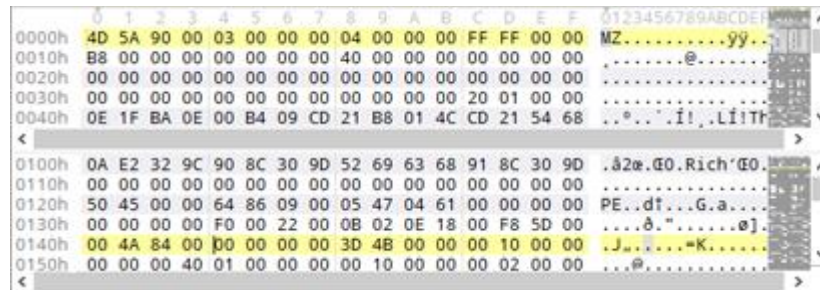 0 1 2 3 4 5 6 7 8 9 A B C D E F 0123456789ABCDEF
0000h 4D 5A 90 00 03 00 00 00 04 00 00 00 FF FF 00 00 MZ..........ÿÿ..
0010h B8 00 00 00 00 00 00 00 40 00 00 00 00 00 00 00 ¸.......@.......
0020h 00 00 00 00 00 00 00 00 00 00 00 00 00 00 00 00 ................
0030h 00 00 00 00 00 00 00 00 00 00 00 00 20 01 00 00 ............ ...
0040h 0E 1F BA 0E 00 B4 09 CD 21 B8 01 4C CD 21 54 68 ..º..´.Í!¸.LÍ!Th
0100h 0A E2 32 9C 90 8C 30 9D 52 69 63 68 91 8C 30 9D .â2œ.Œ0.Rich‘Œ0.
0110h 00 00 00 00 00 00 00 00 00 00 00 00 00 00 00 00 ................
0120h 50 45 00 00 64 86 09 00 05 47 04 61 00 00 00 00 PE..d†...G.a....
0130h 00 00 00 00 F0 00 22 00 0B 02 0E 18 00 F8 5D 00 ....ð."......ø].
0140h 00 4A 84 00 00 00 00 00 3D 4B 00 00 00 10 00 00 .J„.....=K......
0150h 00 00 00 40 01 00 00 00 00 10 00 00 00 02 00 00 ...@............